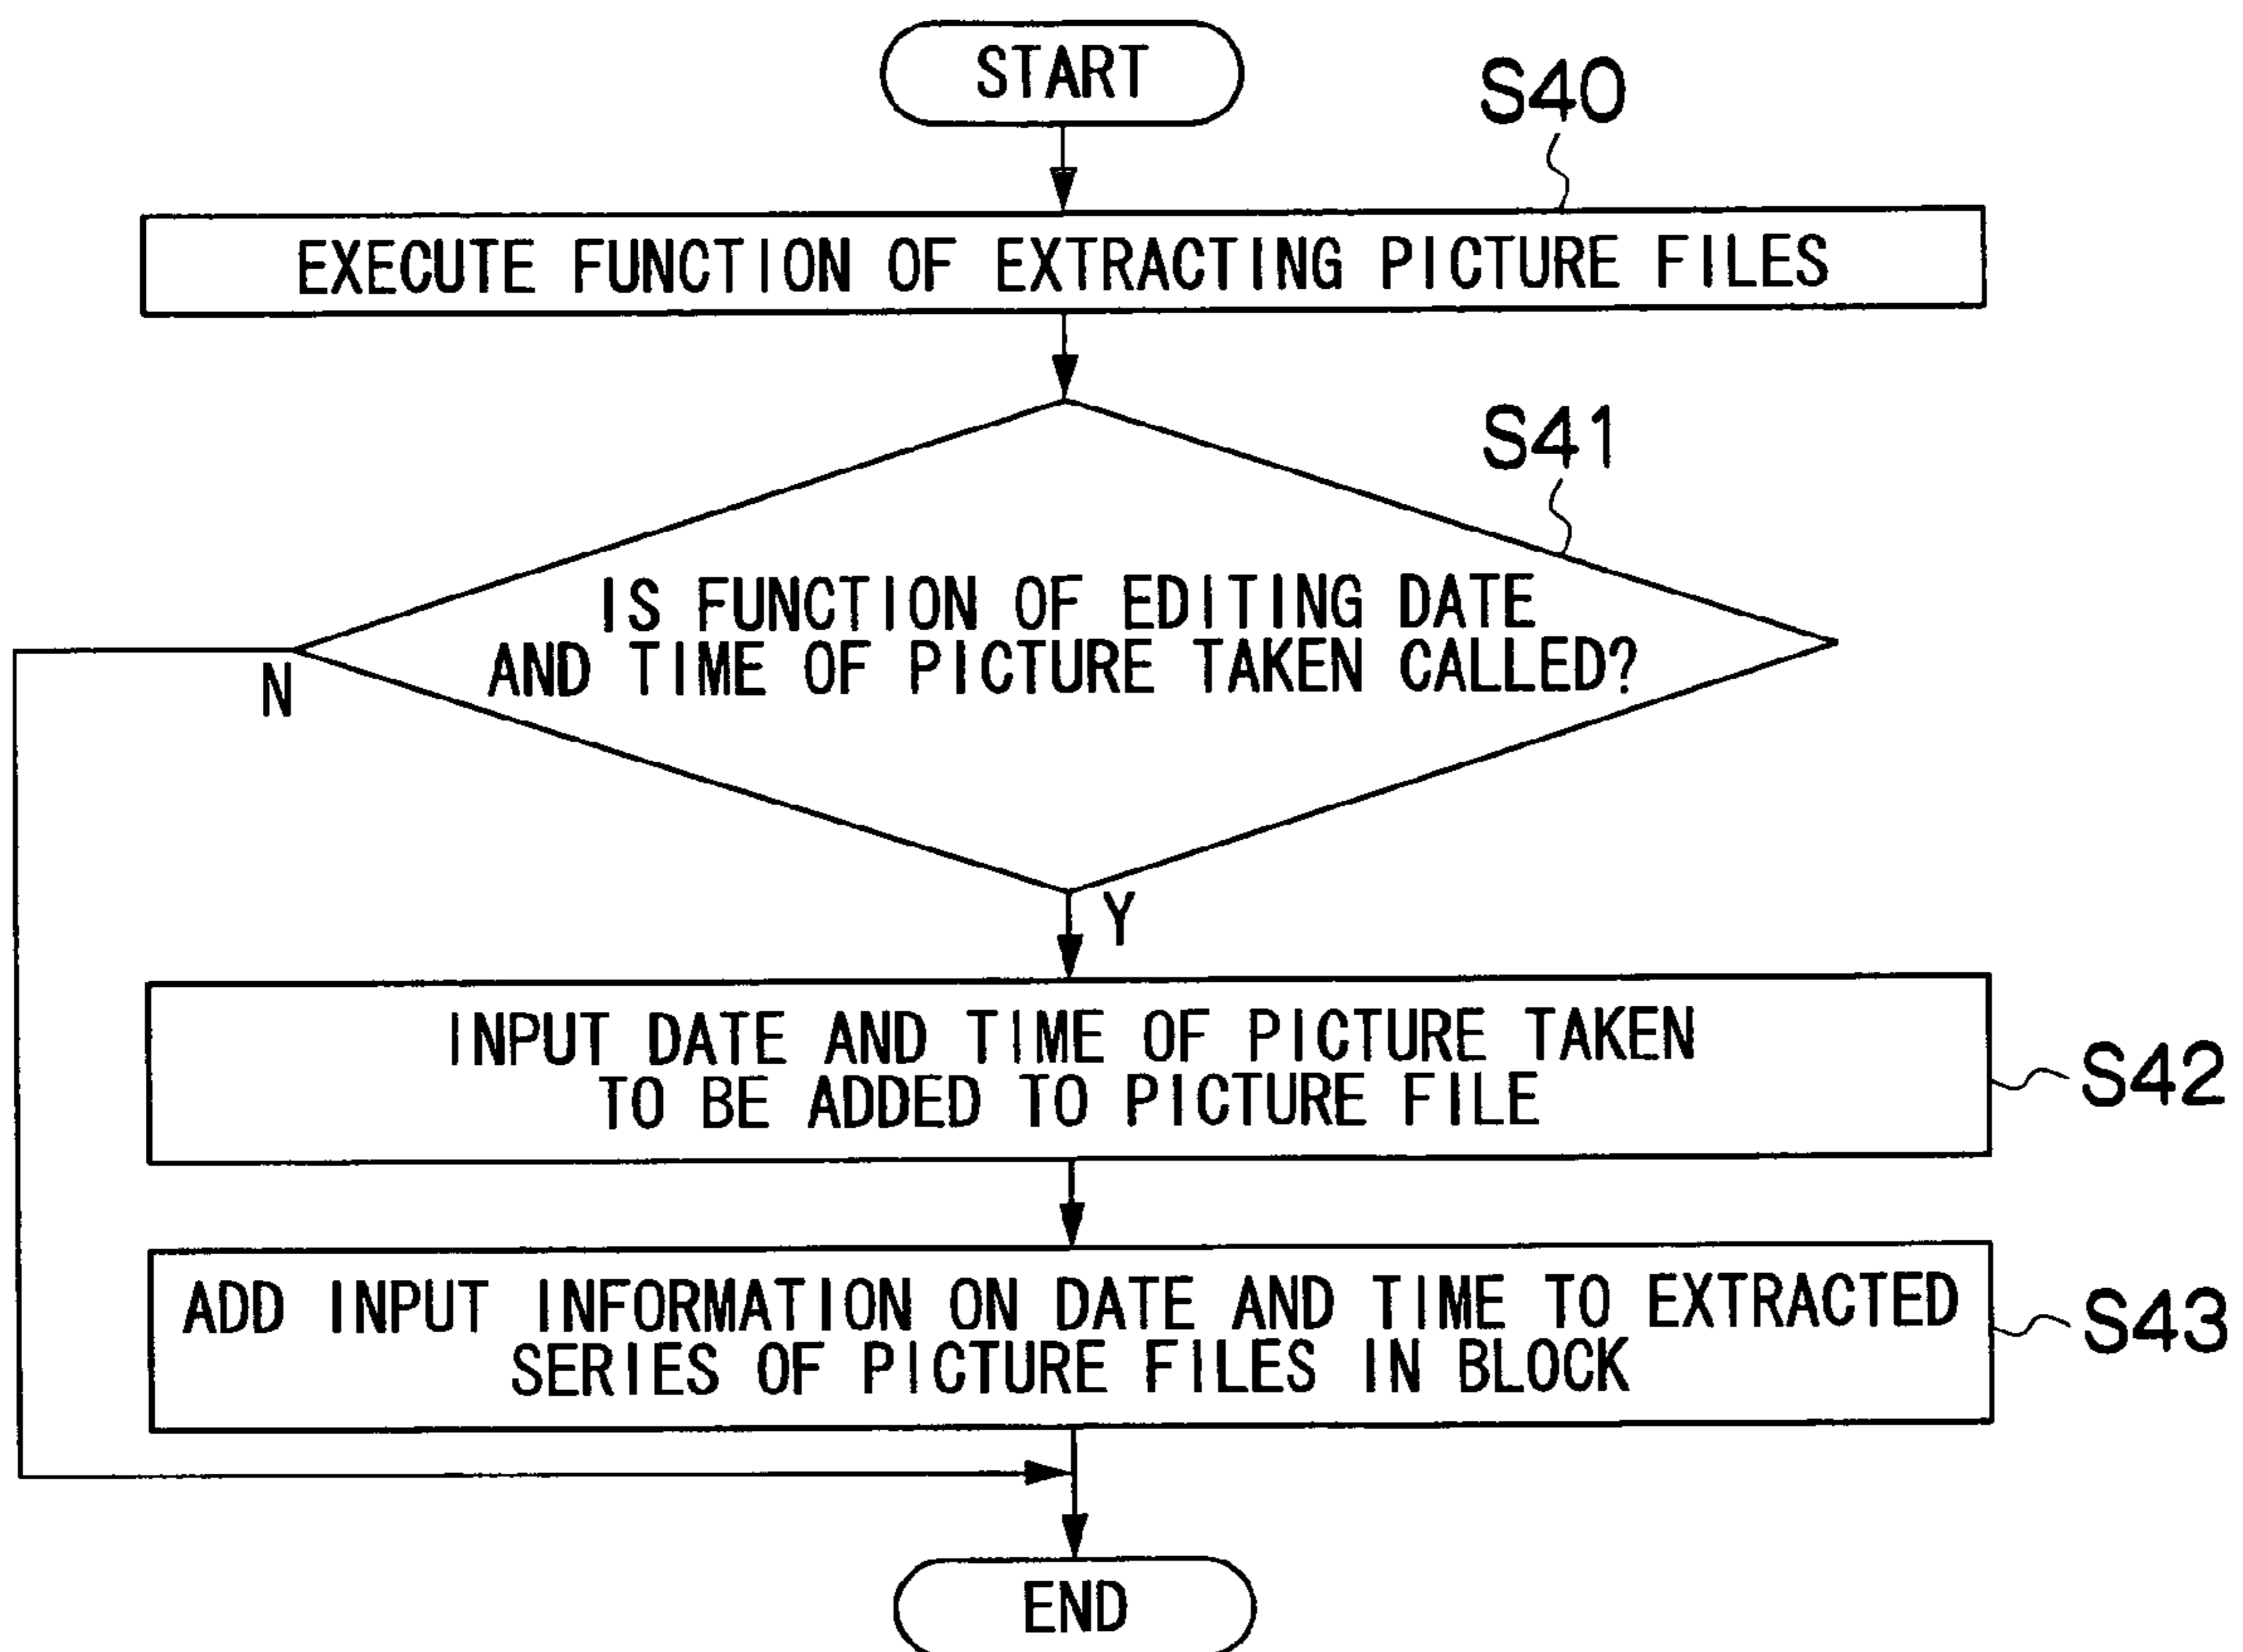 START
S40
EXECUTE FUNCTION OF EXTRACTING PICTURE FILES
S41
IS FUNCTION OF EDITING DATE
AND TIME OF PICTURE TAKEN CALLED?
N
Y
INPUT DATE AND TIME OF PICTURE TAKEN
TO BE ADDED TO PICTURE FILE
S42
ADD INPUT INFORMATION ON DATE AND TIME TO EXTRACTED
SERIES OF PICTURE FILES IN BLOCK
S43
END